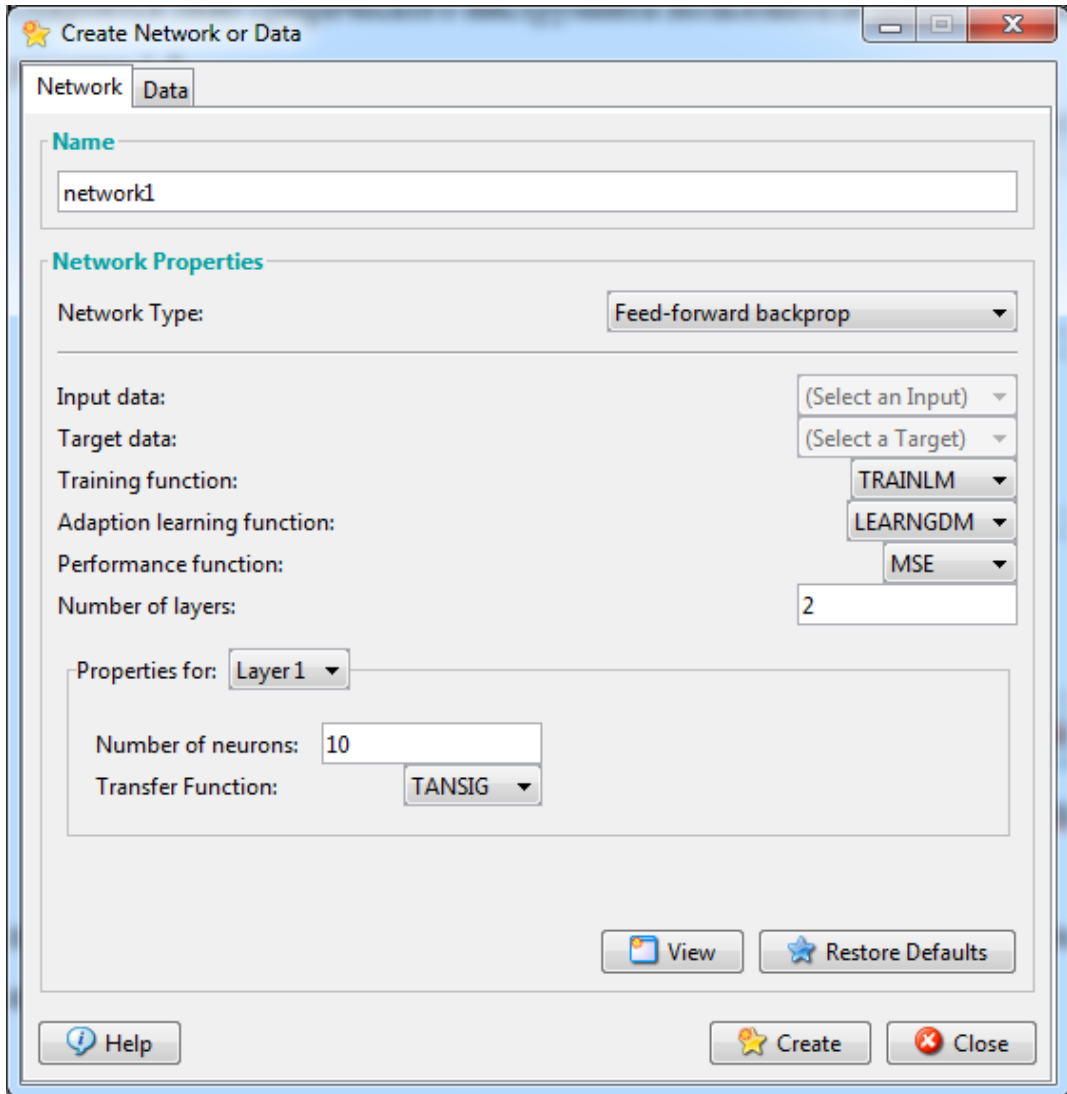 Create Network or Data
Network Data
Name
network1
Network Properties
Network Type: Feed-forward backprop
Input data: (Select an Input)
Target data: (Select a Target)
Training function: TRAINLM
Adaption learning function: LEARNGDM
Performance function: MSE
Number of layers: 2
Properties for: Layer 1
Number of neurons: 10
Transfer Function: TANSIG
View Restore Defaults
Help Create Close